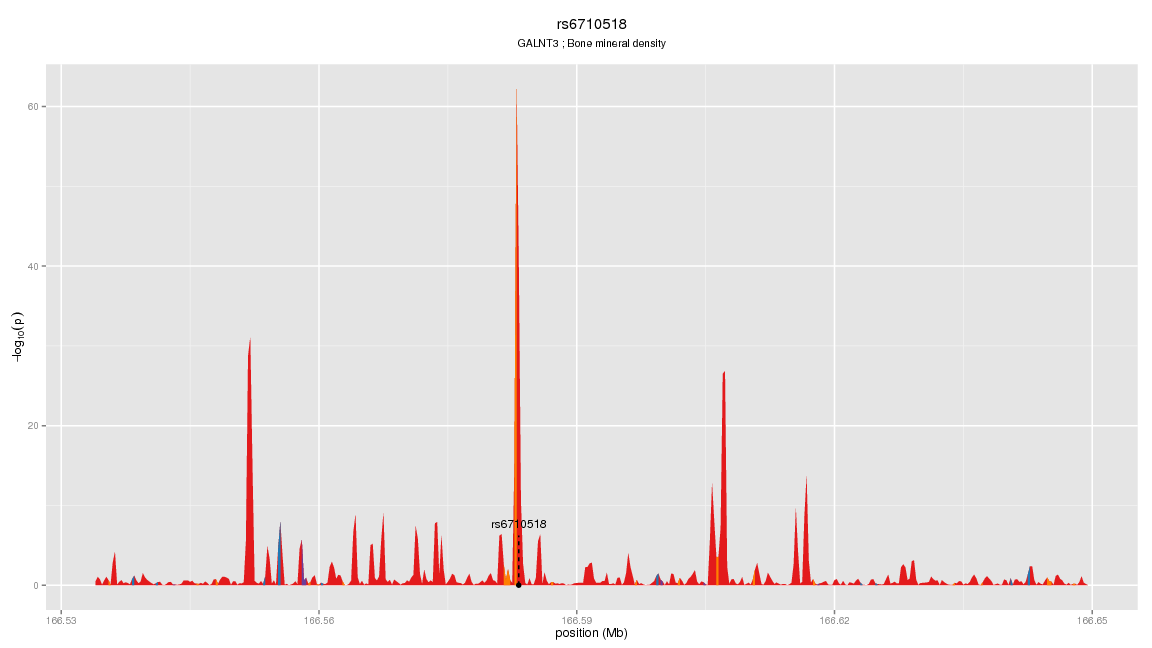 rs6710518
GALNT3 ; Bone mineral density
−log10(p)
60
40
20
0
rs6710518
166.53 166.56 166.59 166.62 166.65
position (Mb)